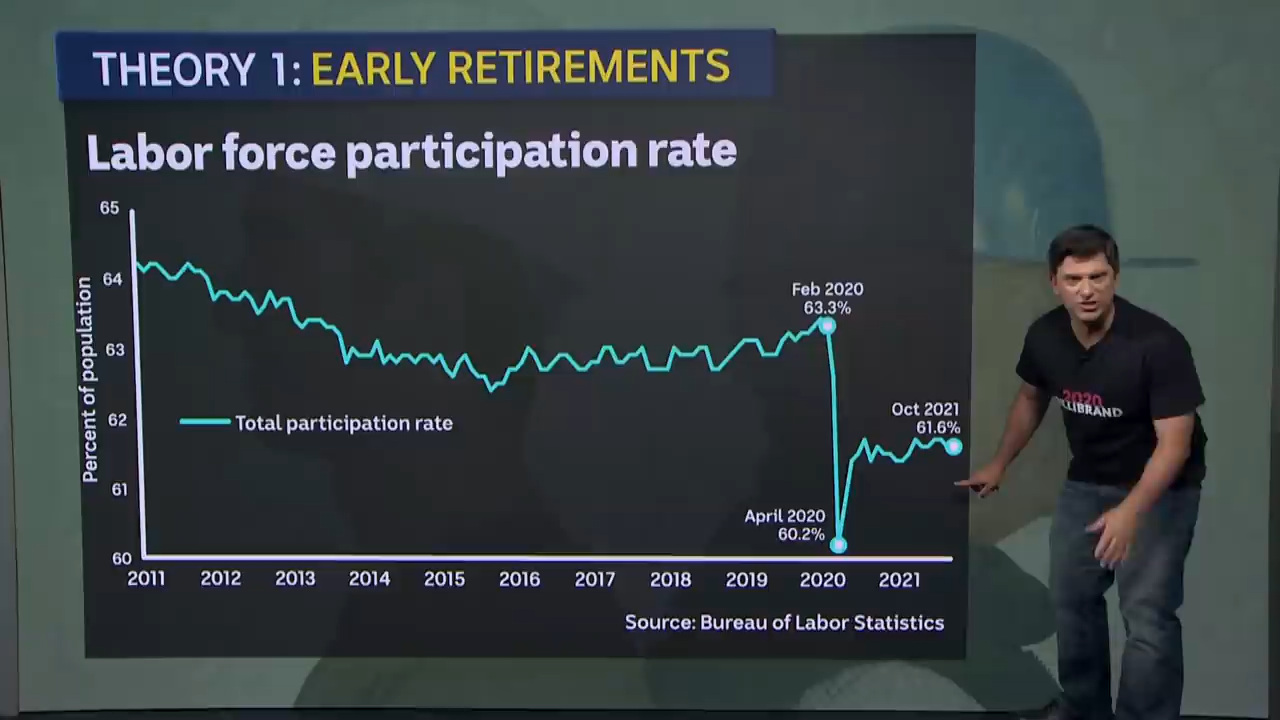 THEORY 1: EARLY RETIREMENTS
Labor force participation rate
65
64
63
62
61
60
Percent of population
Total participation rate
Feb 2020
63.3%
April 2020
60.2%
Oct 2021
61.6%
2011 2012 2013 2014 2015 2016 2017 2018 2019 2020 2021
Source: Bureau of Labor Statistics
2020